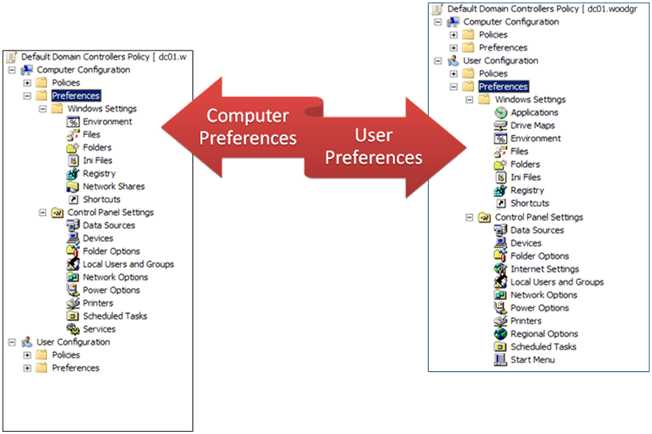 Default Domain Controllers Policy [ dc01.w
Computer Configuration
Policies
Preferences
Windows Settings
Environment
Files
Folders
Ini Files
Registry
Network Shares
Shortcuts
Control Panel Settings
Data Sources
Devices
Folder Options
Local Users and Groups
Network Options
Power Options
Printers
Scheduled Tasks
Services
User Configuration
Policies
Preferences
Computer
Preferences
User
Preferences
Default Domain Controllers Policy [ dc01.woodgr
Computer Configuration
Policies
Preferences
User Configuration
Policies
Preferences
Windows Settings
Applications
Drive Maps
Environment
Files
Folders
Ini Files
Registry
Shortcuts
Control Panel Settings
Data Sources
Devices
Folder Options
Internet Settings
Local Users and Groups
Network Options
Power Options
Printers
Regional Options
Scheduled Tasks
Start Menu